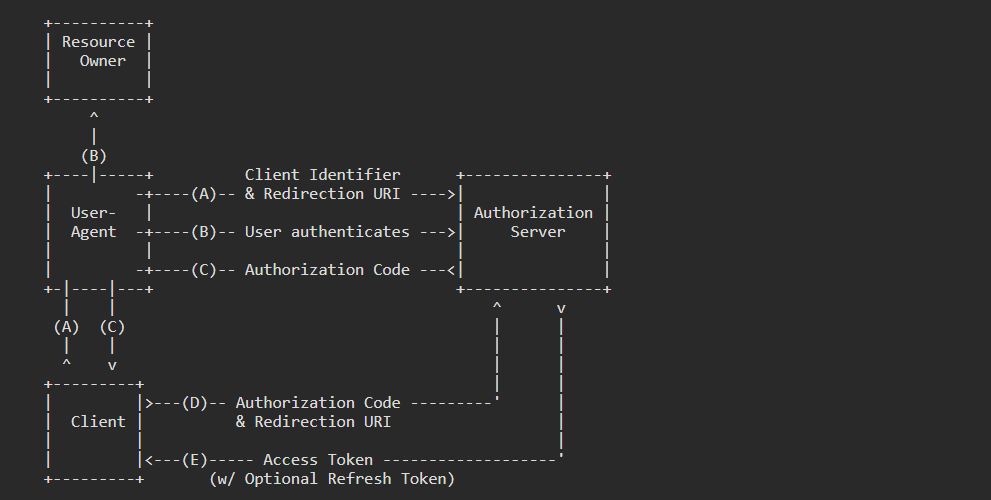 +----------+
| Resource |
|   Owner  |
|          |
+----------+
     ^
     |
    (B)
+----|-----+          Client Identifier      +---------------+
|         -+----(A)-- & Redirection URI ---->|               |
|  User-   |                                 | Authorization |
|  Agent  -+----(B)-- User authenticates --->|     Server    |
|          |                                 |               |
|         -+----(C)-- Authorization Code ---<|               |
+-|----|---+                                 +---------------+
  |    |                                         ^      v
 (A)  (C)                                        |      |
  |    |                                         |      |
  ^    v                                         |      |
+---------+                                      |      |
|         |>---(D)-- Authorization Code ---------'      |
|  Client |          & Redirection URI                  |
|         |                                             |
|         |<---(E)----- Access Token -------------------'
+---------+       (w/ Optional Refresh Token)